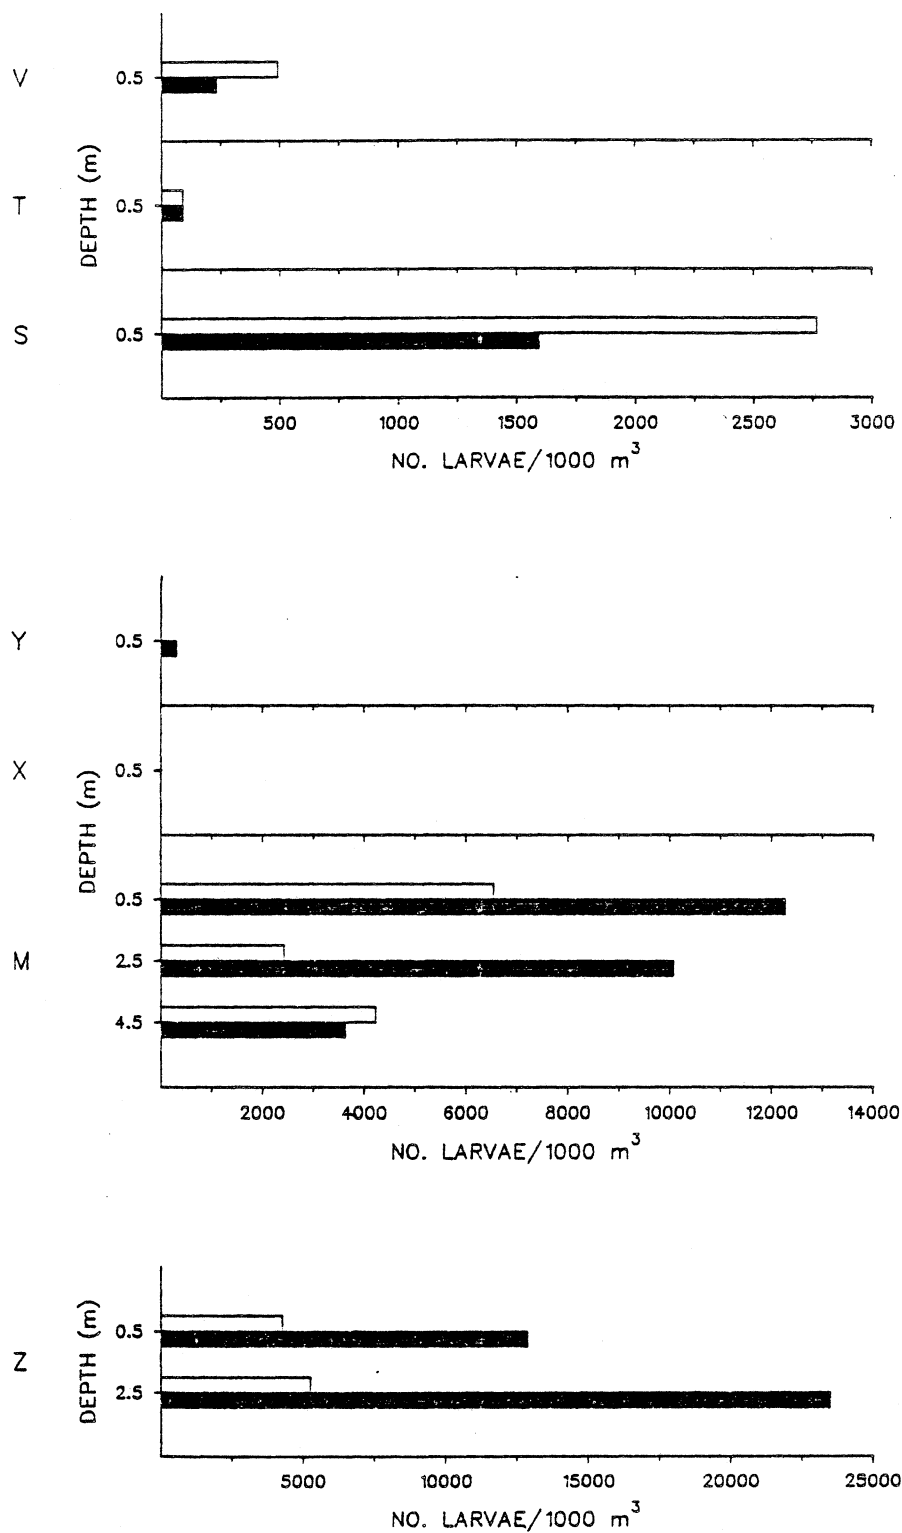 V
0.5
T
0.5
DEPTH (m)
S
0.5
500 1000 1500 2000 2500 3000
NO. LARVAE/1000 m³
Y
0.5
X
0.5
DEPTH (m)
0.5
M
2.5
4.5
2000 4000 6000 8000 10000 12000 14000
NO. LARVAE/1000 m³
Z
DEPTH (m)
0.5
2.5
5000 10000 15000 20000 25000
NO. LARVAE/1000 m³